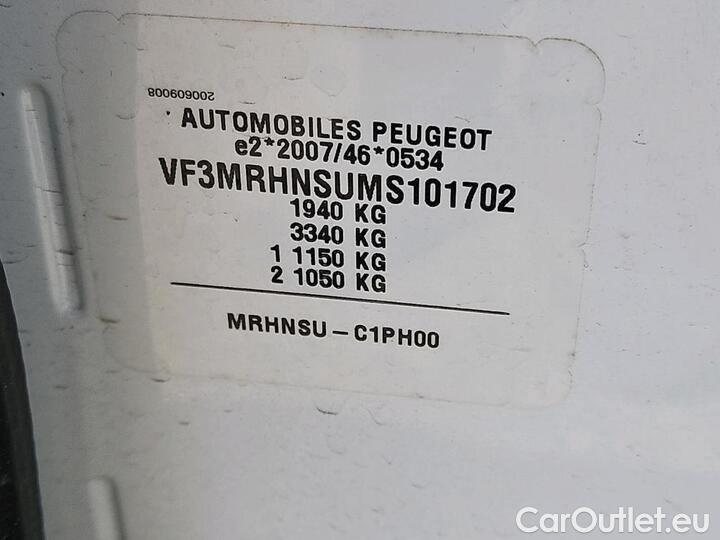 200609008
AUTOMOBILES PEUGEOT
e2*2007/46*0534
VF3MRHNSUMS101702
1940 KG
3340 KG
1 1150 KG
2 1050 KG
MRHNSU-C1PH00
CarOutlet.eu